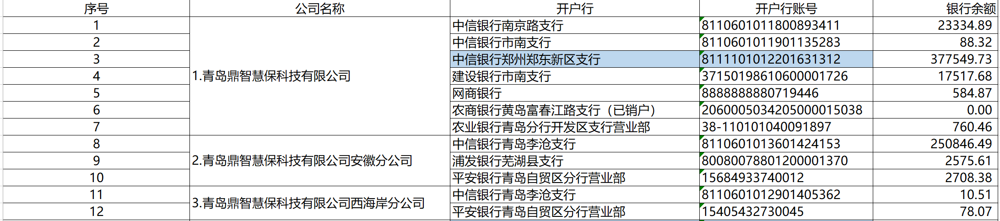 序号 公司名称 开户行 开户行账号 银行余额
1 中信银行南京路支行 8110601011800893411 23334.89
2 中信银行市南支行 8110601011901135283 88.32
3 中信银行郑州郑东新区支行 8111101012201631312 377549.73
4 1.青岛鼎智慧保科技有限公司 建设银行市南支行 37150198610600001726 17517.68
5 网商银行 8888888880719446 584.87
6 农商银行黄岛富春江路支行（已销户） 2060005034205000015038 0.00
7 农业银行青岛分行开发区支行营业部 38-110101040091897 760.46
8 中信银行青岛李沧支行 8110601013601424153 250846.49
9 2.青岛鼎智慧保科技有限公司安徽分公司 浦发银行芜湖县支行 80080078801200001370 2575.61
10 平安银行青岛自贸区分行营业部 15684933740012 2708.38
11 中信银行青岛李沧支行 8110601012901405362 10.51
3.青岛鼎智慧保科技有限公司西海岸分公司
12 平安银行青岛自贸区分行营业部 15405432730045 78.07